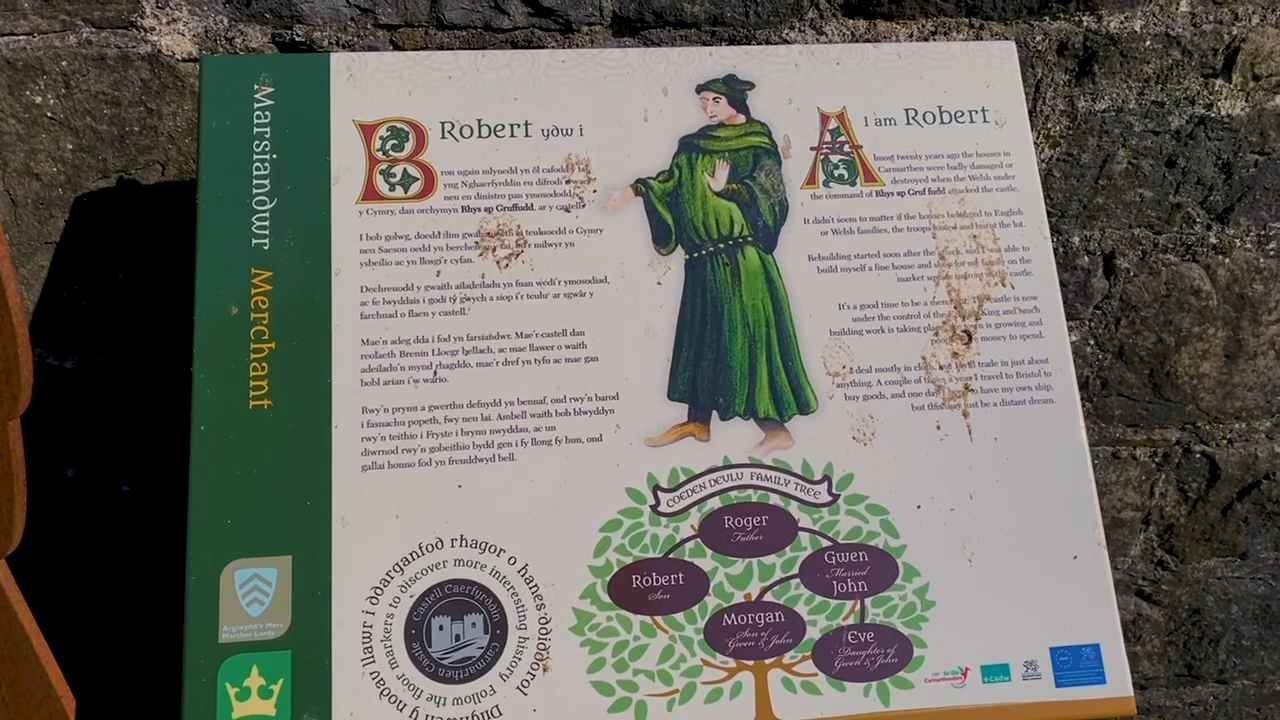 Marsiandwr Merchant
Robert ydw i
Bron ugain mlynedd yn ôl cafodd y tai
yng Nghaerfyrddin eu difrodi
neu eu dinistro pan ymosododd
y Cymry, dan orchymyn Rhys ap Gruffudd, ar y castell.
I bob golwg, doedd dim teuluoedd o Gymry
neu Saeson oedd yn berchen tai, milwyr yn
ysbeilio ac yn llosgi'r cyfan.
Dechreuodd y gwaith ailadeiladu yn fuan wedi'r ymosodiad,
ac fe lwyddais i godi tŷ gwych a siop i'r teulu ar sgwâr y
farchnad o flaen y castell.
Mae'n adeg dda i fod yn farsiandwr. Mae'r castell dan
reolaeth Brenin Lloegr bellach, ac mae llawer o waith
adeiladu'n mynd rhagddo, mae'r dref yn tyfu ac mae gan
bobl arian i'w wario.
Rwy'n prynu a gwerthu defnydd yn bennaf, ond rwy'n barod
i fasnachu popeth, fwy neu lai. Ambell waith bob blwyddyn
rwy'n teithio i Fryste i brynu nwyddau, ac un
diwrnod rwy'n gobeithio bydd gen i fy llong fy hun, ond
gallai honno fod yn freuddwyd bell.
I am Robert
Almost twenty years ago the houses in
Carmarthen were badly damaged or
destroyed when the Welsh under
the command of Rhys ap Gruffudd attacked the castle.
It didn't seem to matter if the houses belonged to English
or Welsh families, the troops looted and burnt the lot.
Rebuilding started soon after the attack, and I was able to
build myself a fine house and shop for my family on the
market square infront of the castle.
It's a good time to be a merchant. The castle is now
under the control of the King and much
building work is taking place, town is growing and
people money to spend.
I deal mostly in cloth, but I will trade in just about
anything. A couple of times a year I travel to Bristol to
buy goods, and one day to have my own ship,
but this may just be a distant dream.
COEDEN DEULU FAMILY TREE
Roger
Father
Robert
Son
Gwen
Married
John
Morgan
Son of
Gwen & John
Eve
Daughter of
Gwen & John
Dilynwch y nodau llawr i ddarganfod rhagor o hanes ddiddorol
Follow the floor markers to discover more interesting history
Castell Caerfyrddin
Carmarthen Castle
Arglwyddi'r Mers
Marcher Lords
Sir Gâr
Carmarthenshire
Cadw